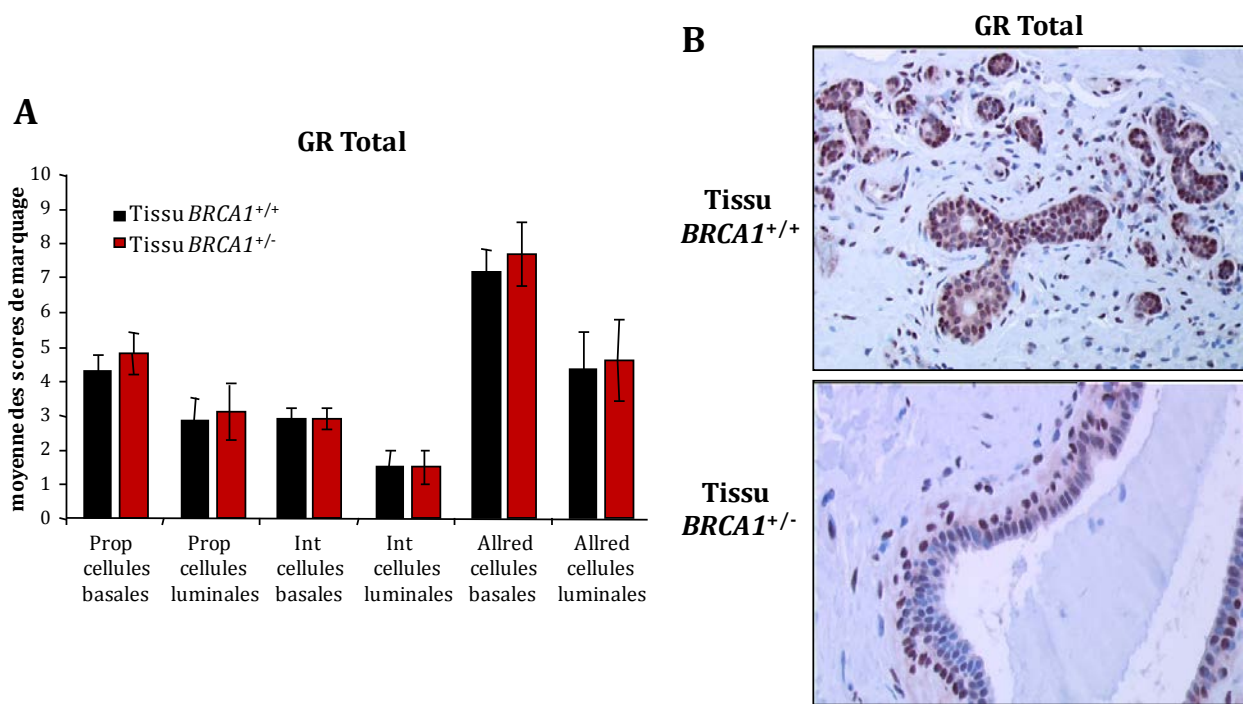 A
GR Total
moyenne des scores de marquage
10
9
8
7
6
5
4
3
2
1
0
Tissu BRCA1+/+
Tissu BRCA1+/-
Prop
cellules
basales
Prop
cellules
luminales
Int
cellules
basales
Int
cellules
luminales
Allred
cellules
basales
Allred
cellules
luminales
B
GR Total
Tissu
BRCA1+/+
Tissu
BRCA1+/-